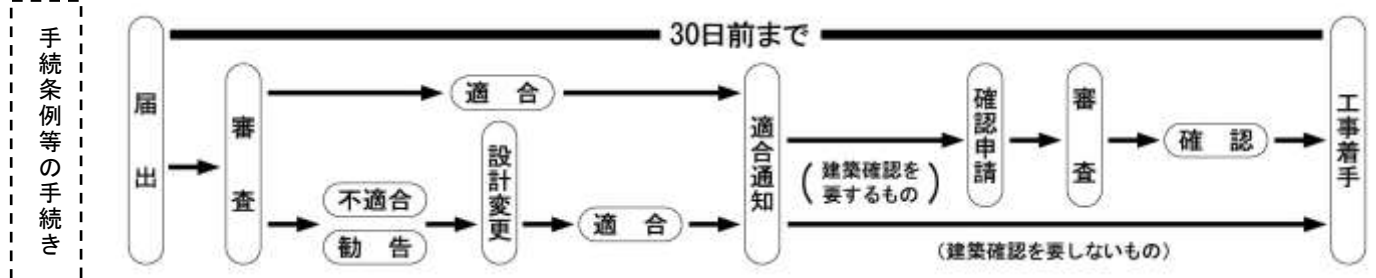 手続条例等の手続き
届出
30日前まで
審査
適合
不適合
勧告
設計変更
適合
適合通知
(建築確認を
要するもの)
確認申請
審査
確認
(建築確認を要しないもの)
工事着手